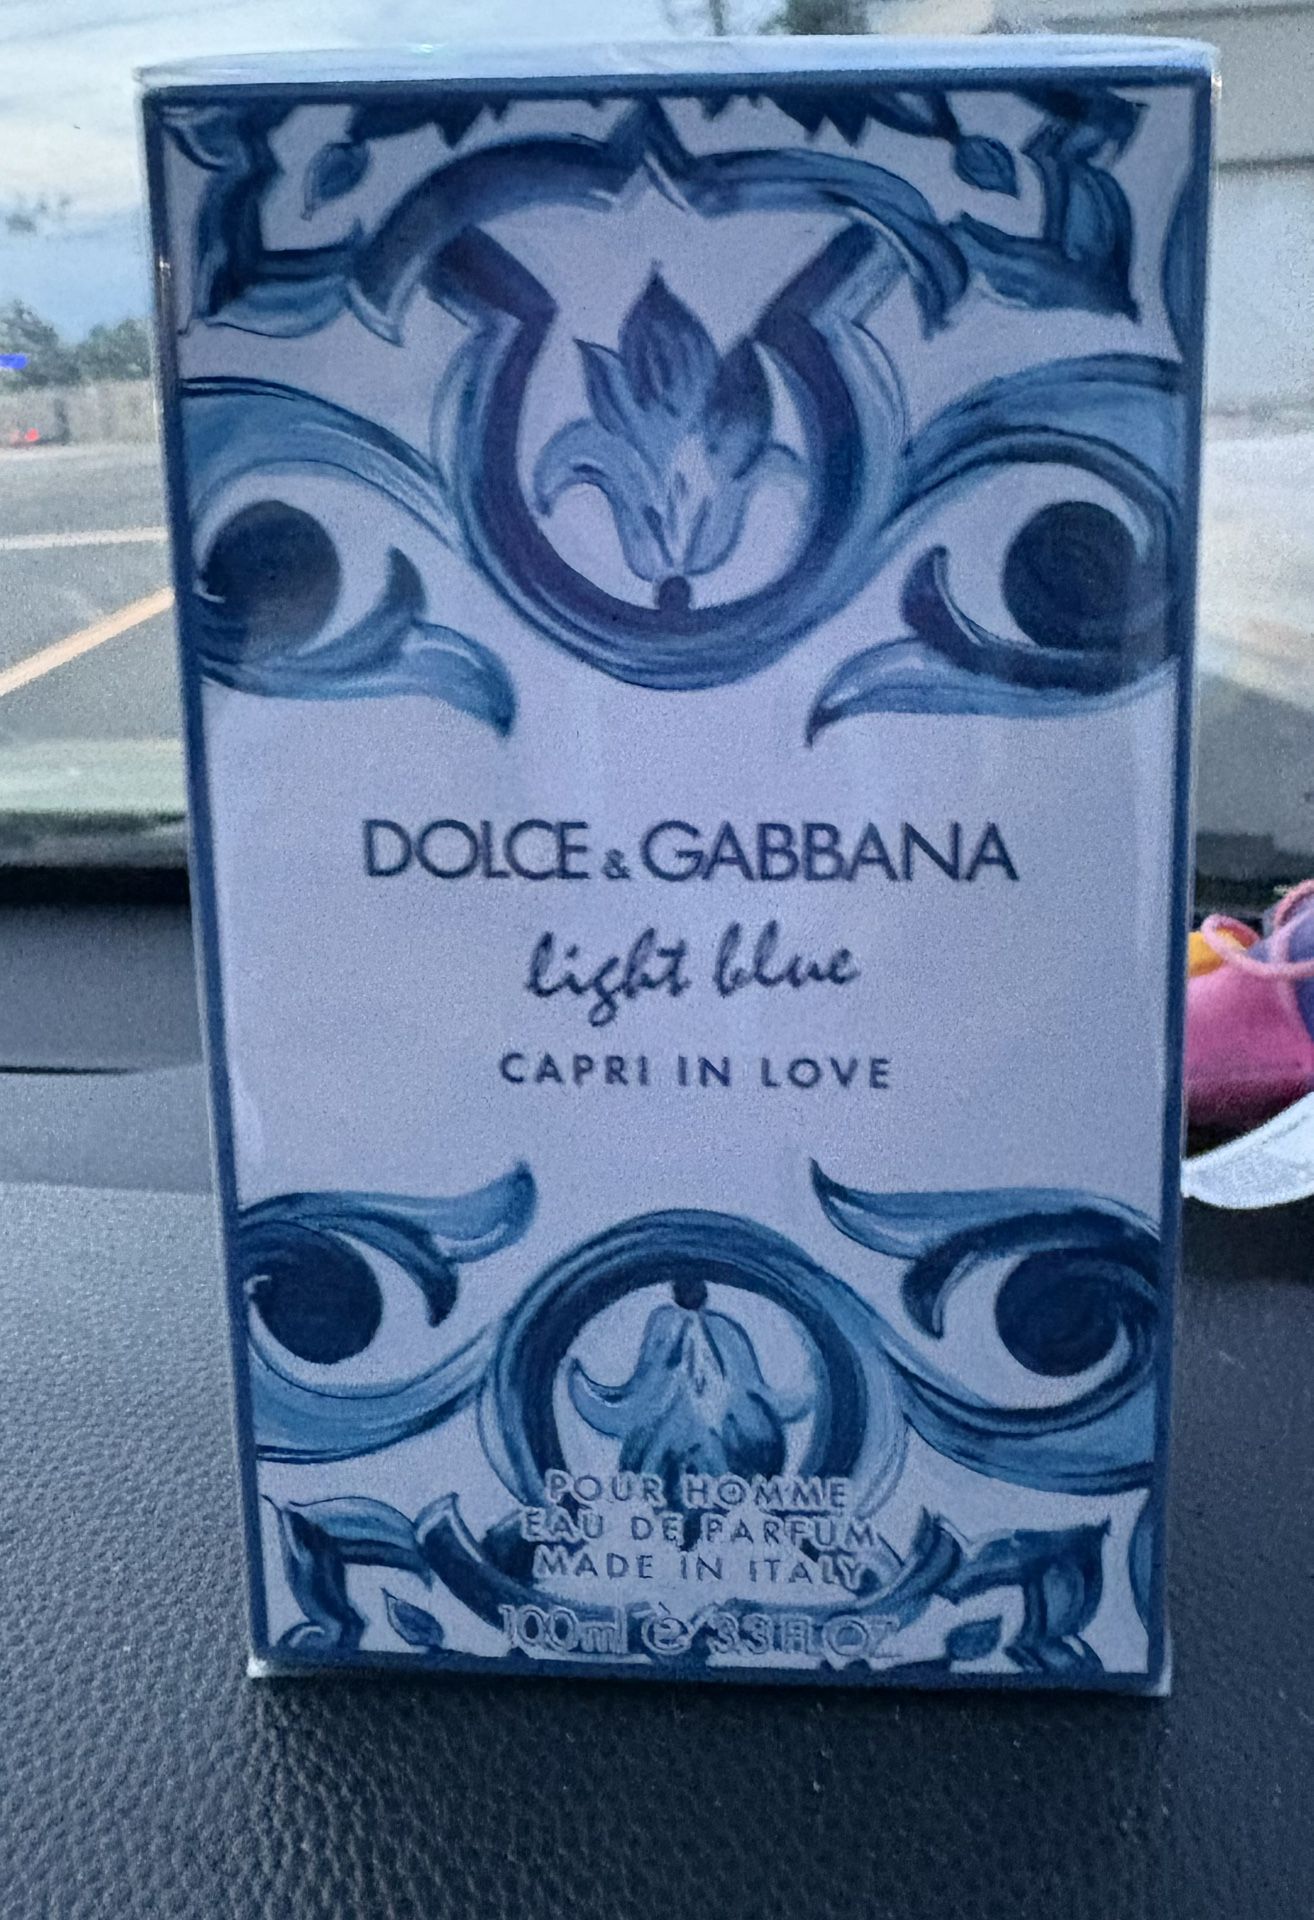 DOLCE & GABBANA
light blue
CAPRI IN LOVE
POUR HOMME
EAU DE PARFUM
MADE IN ITALY
100ml e 3.3 Fl. OZ.